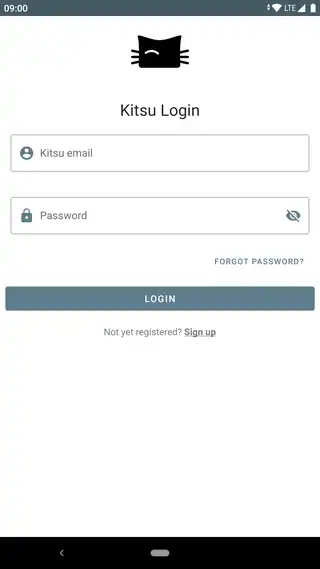 09:00
LTE
Kitsu Login
Kitsu email
Password
FORGOT PASSWORD?
LOGIN
Not yet registered? Sign up